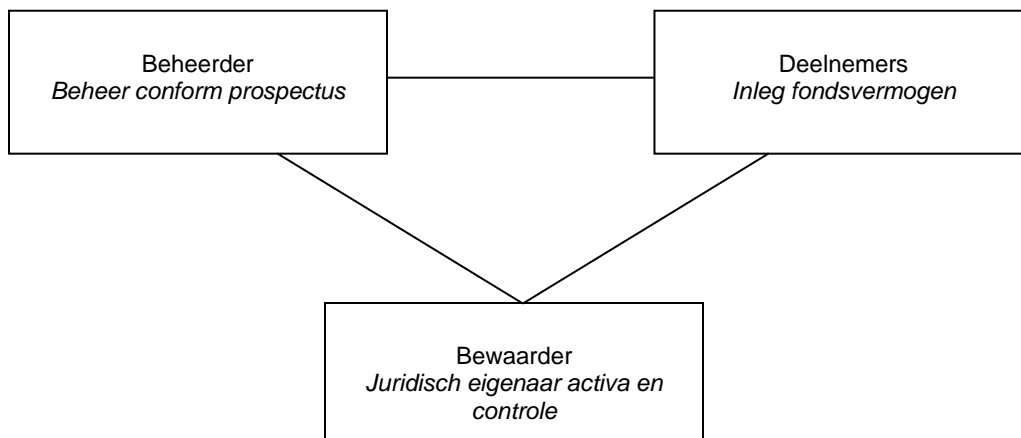 Beheerder
Beheer conform prospectus
Deelnemers
Inleg fondsvermogen
Bewaarder
Juridisch eigenaar activa en
controle